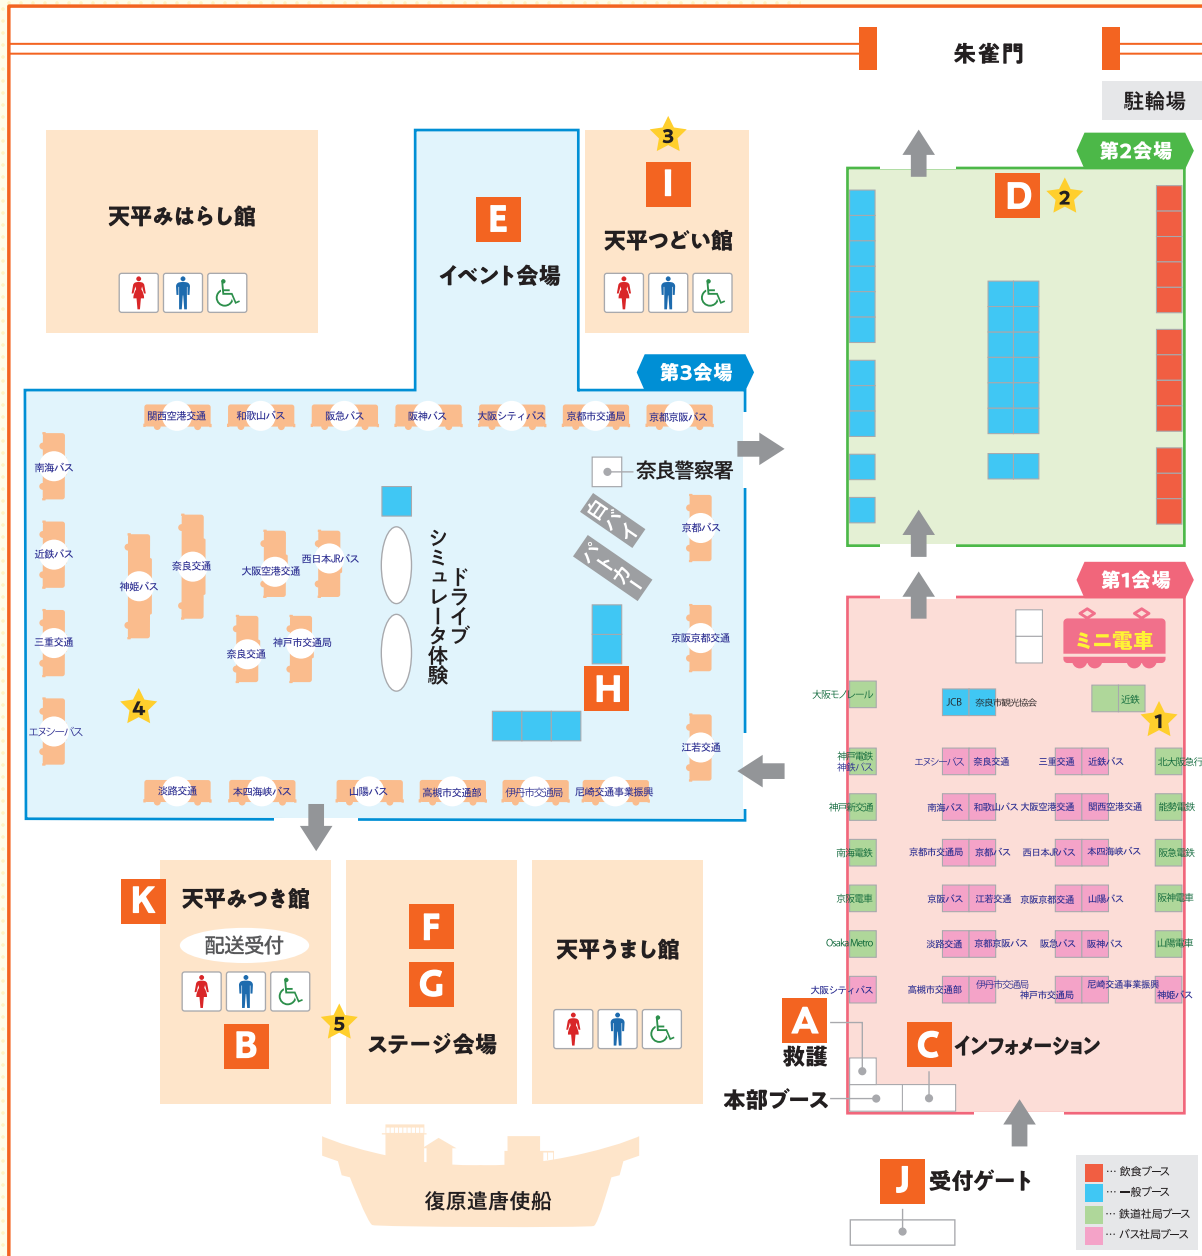 朱雀門
駐輪場
第2会場
D
2
3
I
天平つどい館
E
イベント会場
天平みはらし館
第3会場
関西空港交通
和歌山バス
阪急バス
阪神バス
大阪シティバス
京都市交通局
京都京阪バス
南海バス
近鉄バス
三重交通
エヌシーバス
神姫バス
奈良交通
大阪空港交通
西日本JRバス
奈良交通
神戸市交通局
ドライブ
シミュレータ体験
奈良警察署
白バイ
パトカー
京都バス
京阪京都交通
江若交通
H
4
淡路交通
本四海峡バス
山陽バス
高槻市交通部
伊丹市交通局
尼崎交通事業振興
第1会場
ミニ電車
大阪モノレール
JCB
奈良市観光協会
近鉄
1
神戸電鉄
神鉄バス
エヌシーバス
奈良交通
三重交通
近鉄バス
北大阪急行
神戸新交通
南海バス
和歌山バス
大阪空港交通
関西空港交通
能勢電鉄
南海電鉄
京都市交通局
京都バス
西日本JRバス
本四海峡バス
阪急電鉄
京阪電車
京阪バス
江若交通
京阪京都交通
山陽バス
阪神電車
Osaka Metro
淡路交通
京都京阪バス
阪急バス
阪神バス
山陽電車
大阪シティバス
高槻市交通部
伊丹市交通局
神戸市交通局
尼崎交通事業振興
神姫バス
A
救護
C
インフォメーション
本部ブース
J
受付ゲート
K
天平みつき館
配送受付
B
5
F
G
ステージ会場
天平うまし館
復原遣唐使船
… 飲食ブース
… 一般ブース
… 鉄道社局ブース
… バス社局ブース